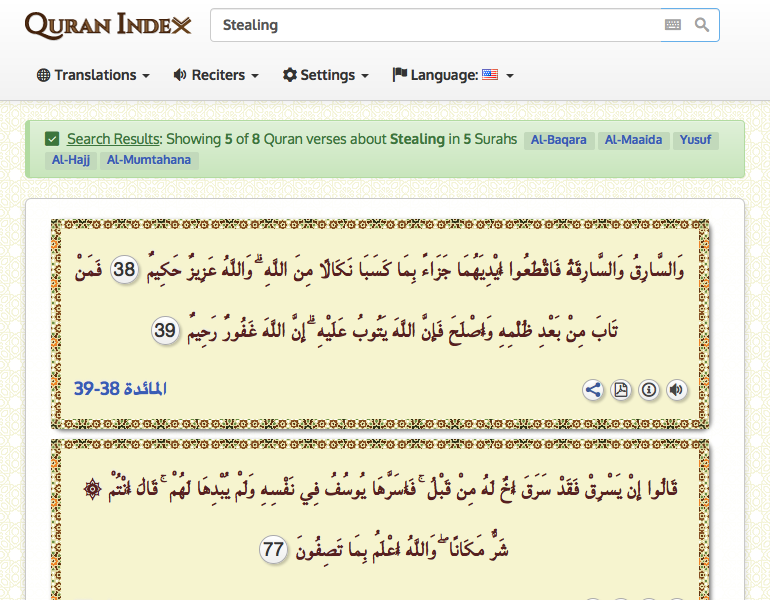 QURAN INDEX
Stealing
Translations Reciters Settings Language:
Search Results: Showing 5 of 8 Quran verses about Stealing in 5 Surahs Al-Baqara Al-Maaida Yusuf
Al-Hajj Al-Mumtahana
وَالسَّارِقُ وَالسَّارِقَةُ فَاقْطَعُوا أَيْدِيَهُمَا جَزَاءً بِمَا كَسَبَا نَكَالًا مِنَ اللَّهِ ۗ وَاللَّهُ عَزِيزٌ حَكِيمٌ 38 فَمَنْ
تَابَ مِنْ بَعْدِ ظُلْمِهِ وَأَصْلَحَ فَإِنَّ اللَّهَ يَتُوبُ عَلَيْهِ ۗ إِنَّ اللَّهَ غَفُورٌ رَحِيمٌ 39
المائدة 38-39
قَالُوا إِنْ يَسْرِقْ فَقَدْ سَرَقَ أَخٌ لَهُ مِنْ قَبْلُ ۚ فَأَسَرَّهَا يُوسُفُ فِي نَفْسِهِ وَلَمْ يُبْدِهَا لَهُمْ ۚ قَالَ أَنْتُمْ ۞
شَرٌّ مَكَانًا ۖ وَاللَّهُ أَعْلَمُ بِمَا تَصِفُونَ 77